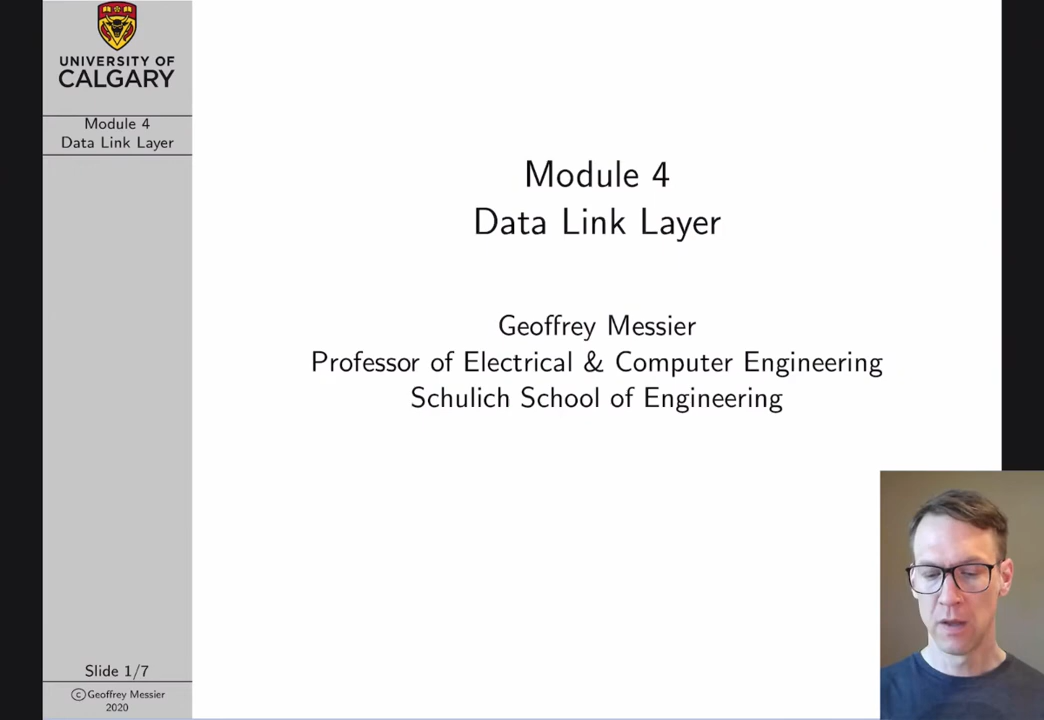 UNIVERSITY OF
CALGARY
Module 4
Data Link Layer
Module 4
Data Link Layer
Geoffrey Messier
Professor of Electrical & Computer Engineering
Schulich School of Engineering
Slide 1/7
©Geoffrey Messier
2020